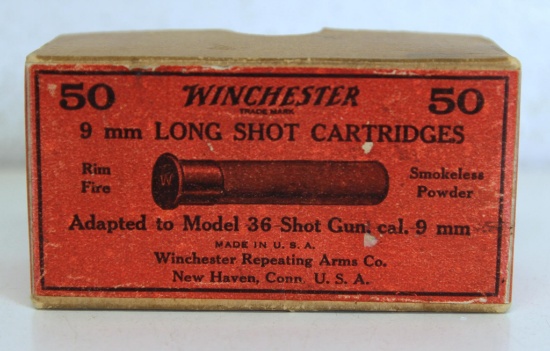 50 WINCHESTER 50
TRADE MARK
9 mm LONG SHOT CARTRIDGES
Rim Fire
W
Smokeless Powder
Adapted to Model 36 Shot Gun, cal. 9 mm
MADE IN U. S. A.
Winchester Repeating Arms Co.
New Haven, Conn. U. S. A.